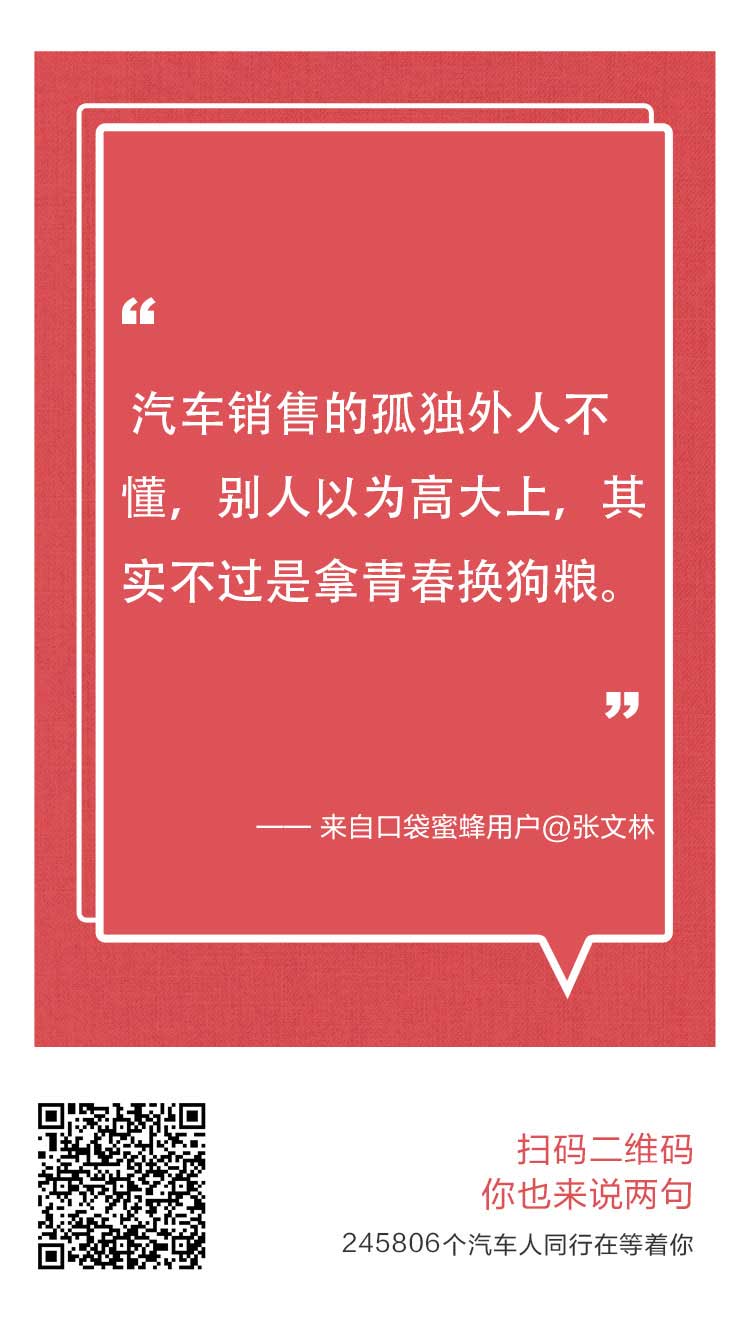 “
汽车销售的孤独外人不
懂，别人以为高大上，其
实不过是拿青春换狗粮。
”
—— 来自口袋蜜蜂用户@张文林
扫码二维码
你也来说两句
245806个汽车人同行在等着你